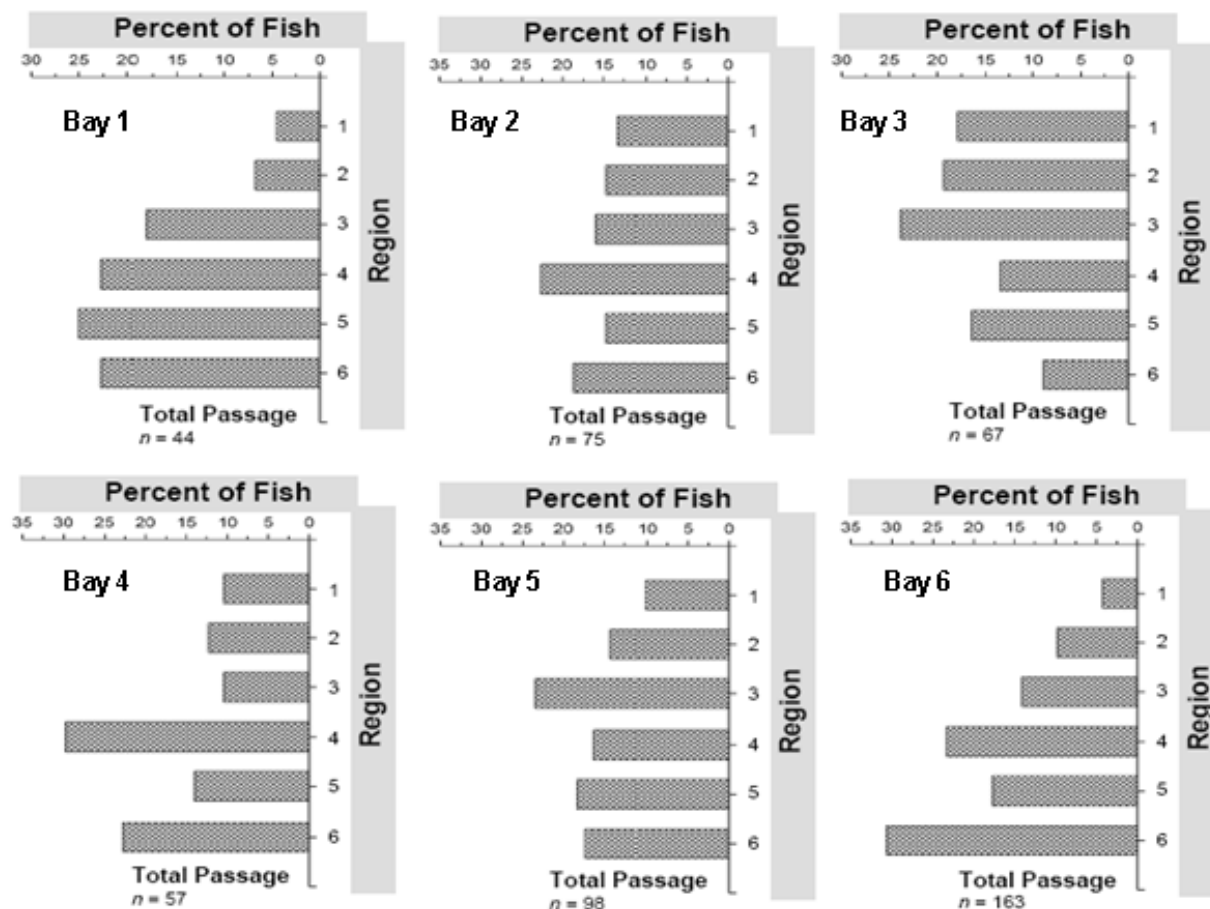 Percent of Fish
30 25 20 15 10 5 0
Bay 1
1
2
3
4
5
6
Region
Total Passage
n = 44
Percent of Fish
35 30 25 20 15 10 5 0
Bay 2
1
2
3
4
5
6
Region
Total Passage
n = 75
Percent of Fish
30 25 20 15 10 5 0
Bay 3
1
2
3
4
5
6
Region
Total Passage
n = 67
Percent of Fish
35 30 25 20 15 10 5 0
Bay 4
1
2
3
4
5
6
Region
Total Passage
n = 57
Percent of Fish
35 30 25 20 15 10 5 0
Bay 5
1
2
3
4
5
6
Region
Total Passage
n = 98
Percent of Fish
35 30 25 20 15 10 5 0
Bay 6
1
2
3
4
5
6
Region
Total Passage
n = 163